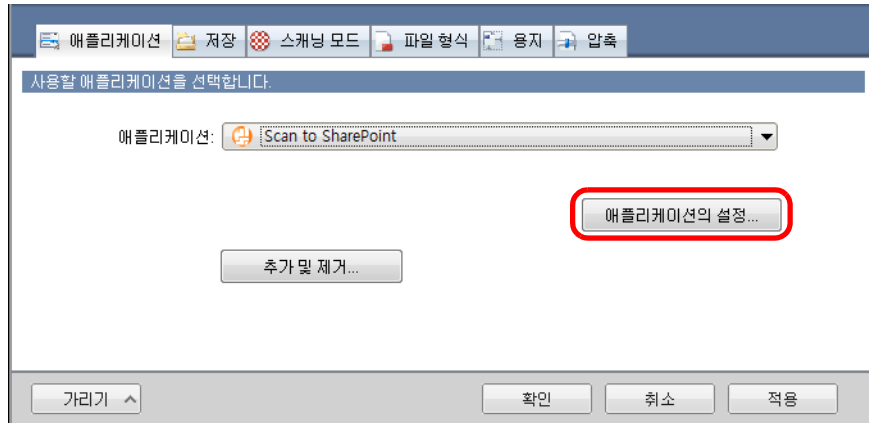 애플리케이션 저장 스캐닝 모드 파일 형식 용지 압축
사용할 애플리케이션을 선택합니다.
애플리케이션: Scan to SharePoint
애플리케이션의 설정...
추가 및 제거...
가리기 확인 취소 적용